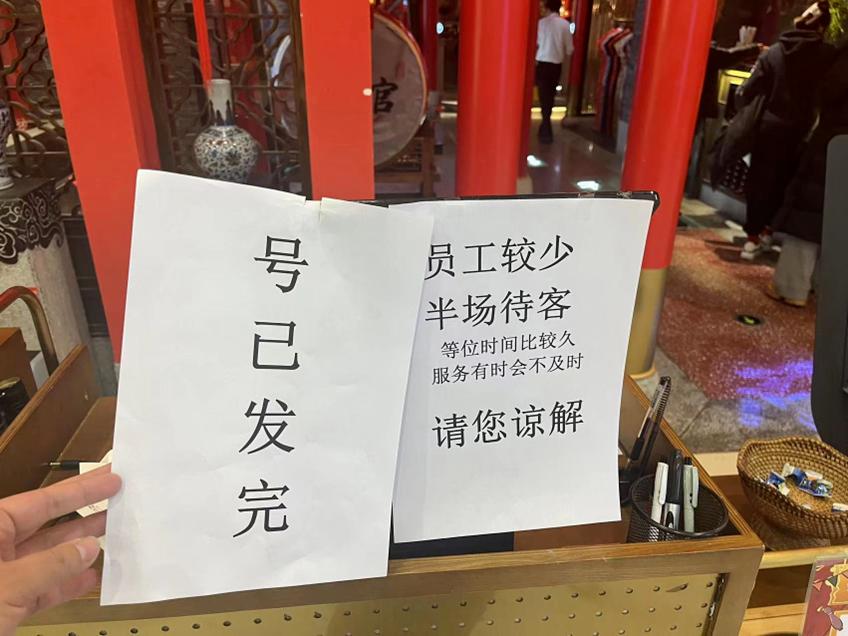 号已发完
员工较少
半场待客
等位时间比较久
服务有时会不及时
请您谅解
官